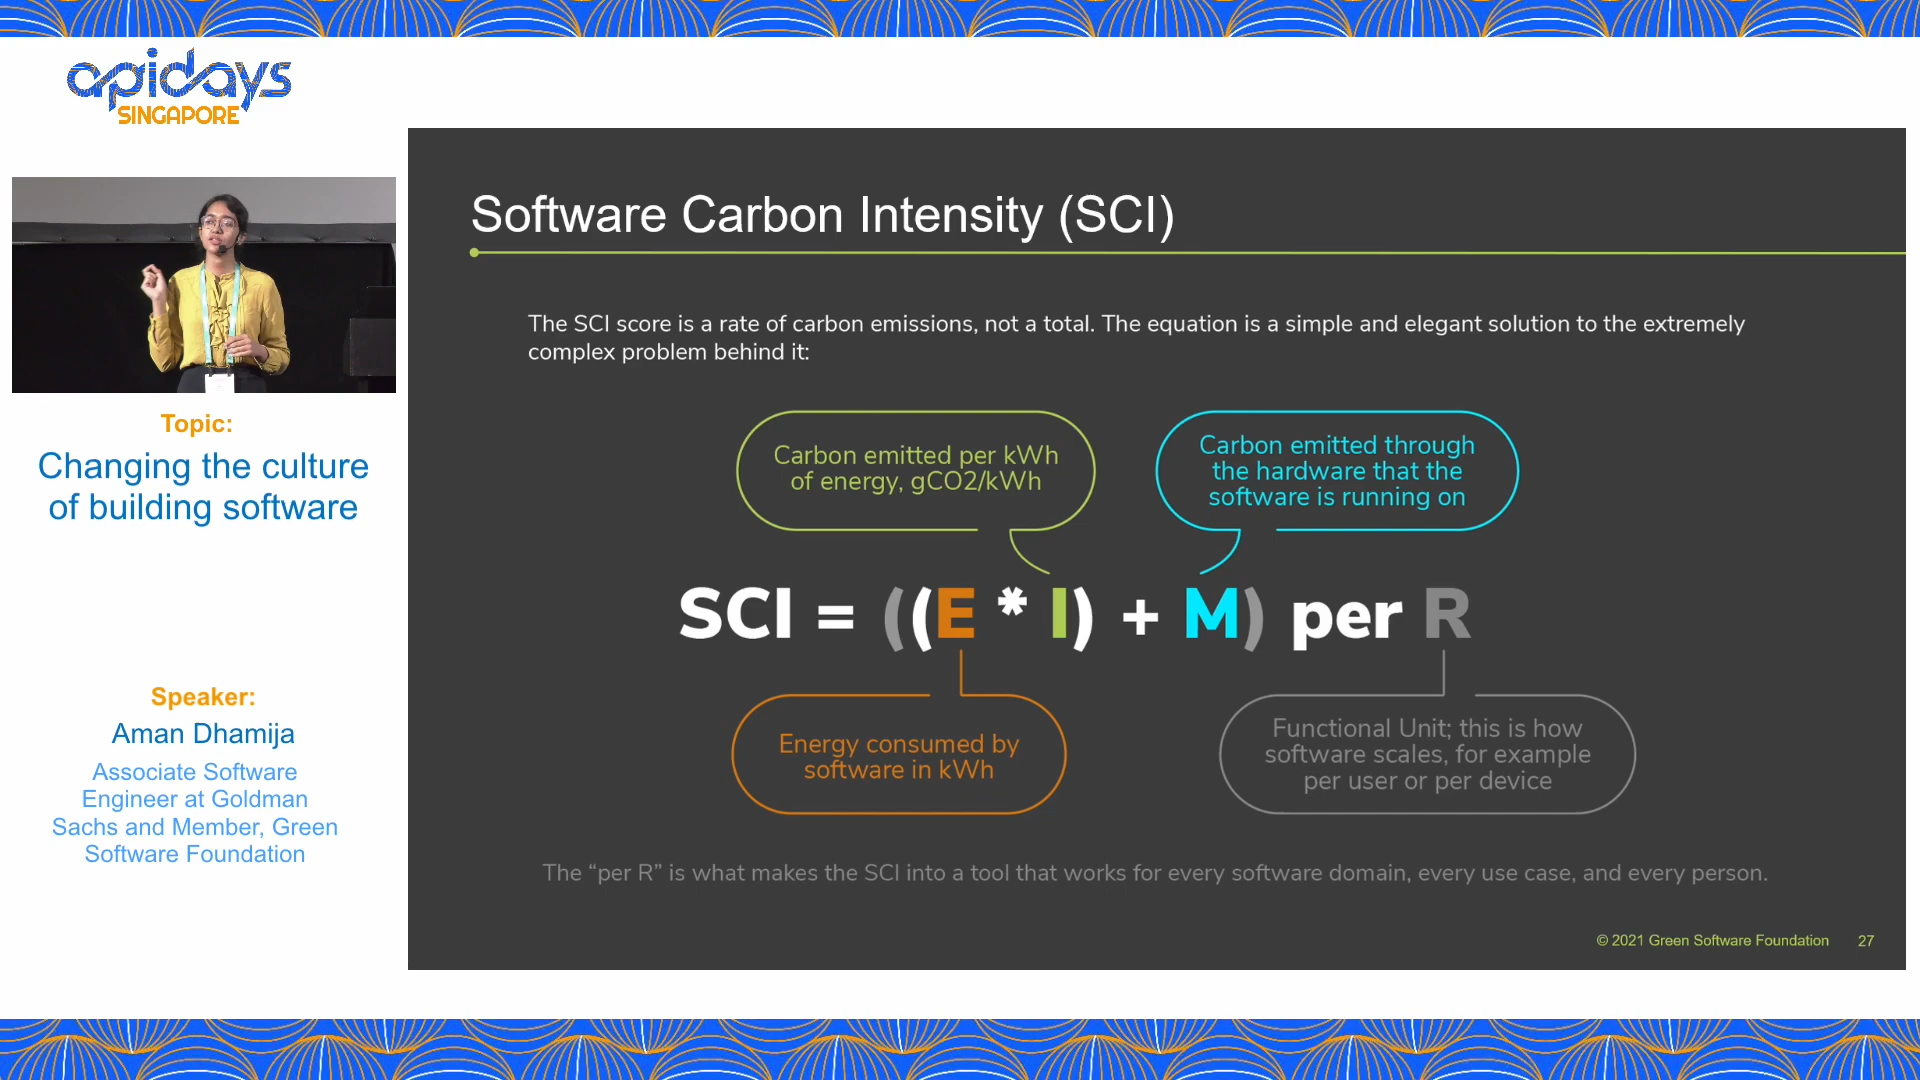 apidays
SINGAPORE
Topic:
Changing the culture
of building software
Speaker:
Aman Dhamija
Associate Software
Engineer at Goldman
Sachs and Member, Green
Software Foundation
Software Carbon Intensity (SCI)
The SCI score is a rate of carbon emissions, not a total. The equation is a simple and elegant solution to the extremely
complex problem behind it:
Carbon emitted per kWh
of energy, gCO2/kWh
Carbon emitted through
the hardware that the
software is running on
SCI = ((E * I) + M) per R
Energy consumed by
software in kWh
Functional Unit; this is how
software scales, for example
per user or per device
The “per R” is what makes the SCI into a tool that works for every software domain, every use case, and every person.
© 2021 Green Software Foundation 27